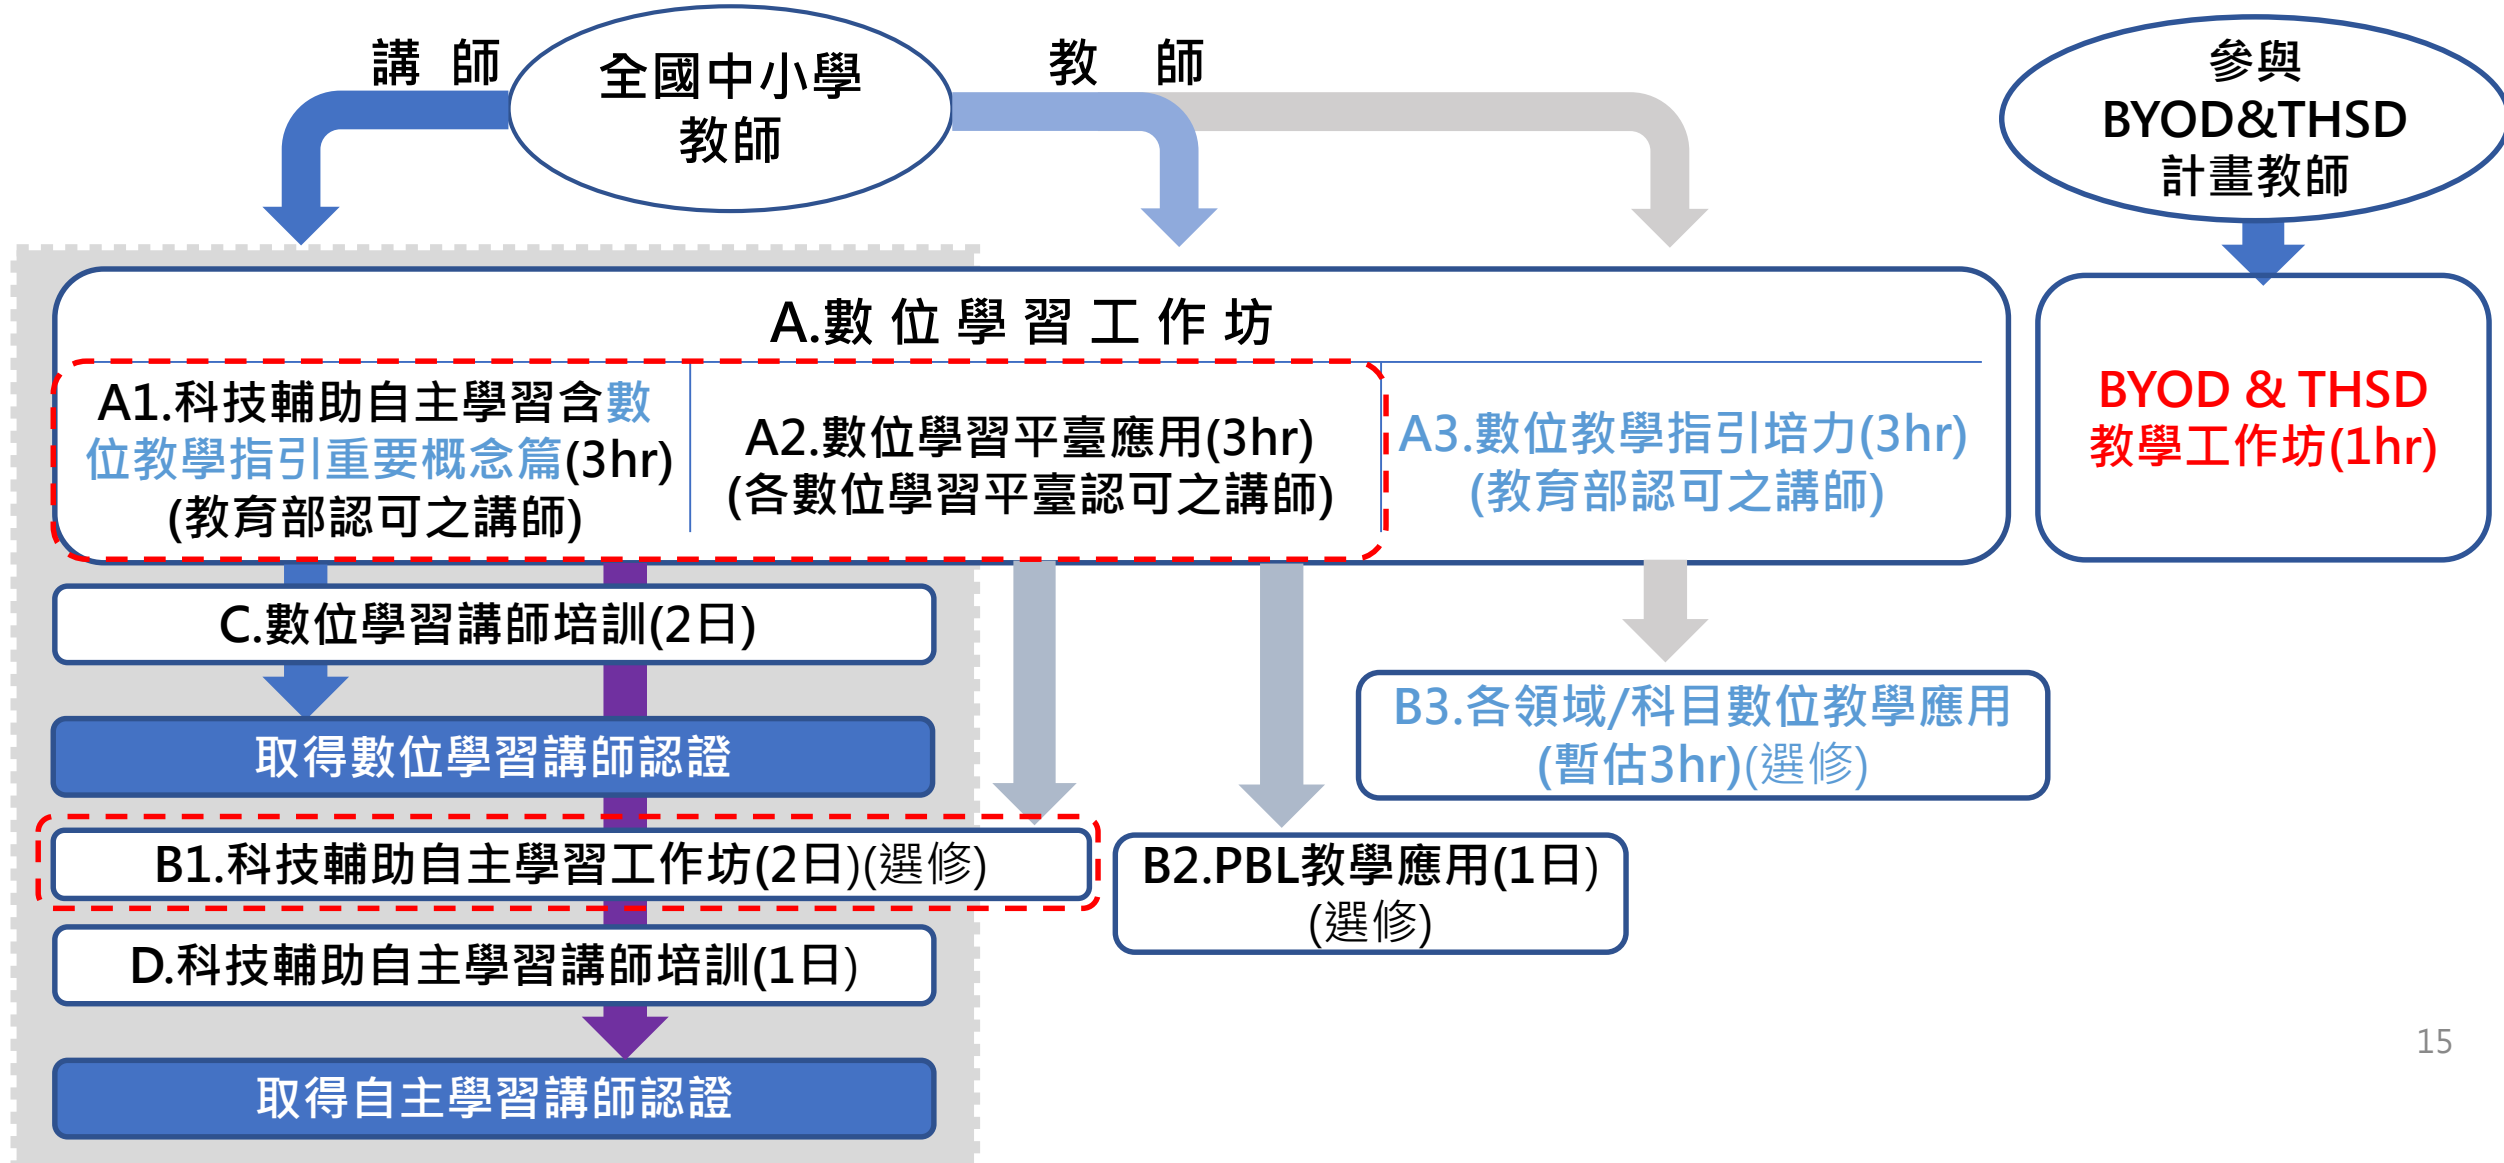 講 師
全國中小學
教師
教 師
參與
BYOD&THSD
計畫教師
A.數 位 學 習 工 作 坊
A1.科技輔助自主學習含數
位教學指引重要概念篇(3hr)
(教育部認可之講師)
A2.數位學習平臺應用(3hr)
(各數位學習平臺認可之講師)
A3.數位教學指引培力(3hr)
(教育部認可之講師)
BYOD & THSD
教學工作坊(1hr)
C.數位學習講師培訓(2日)
取得數位學習講師認證
B3.各領域/科目數位教學應用
(暫估3hr)(選修)
B1.科技輔助自主學習工作坊(2日)(選修)
B2.PBL教學應用(1日)
(選修)
D.科技輔助自主學習講師培訓(1日)
取得自主學習講師認證
15